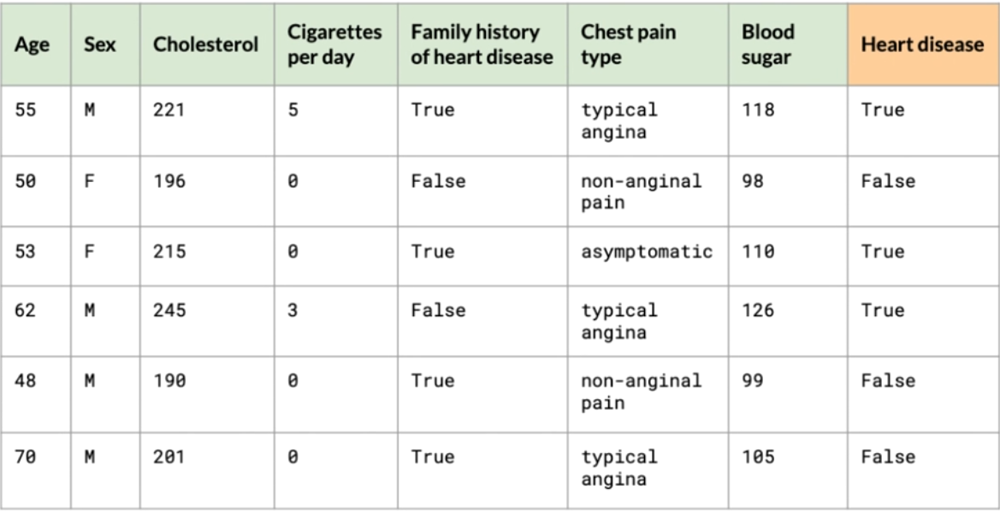 Age Sex Cholesterol Cigarettes per day Family history of heart disease Chest pain type Blood sugar Heart disease
55 M 221 5 True typical angina 118 True
50 F 196 0 False non-anginal pain 98 False
53 F 215 0 True asymptomatic 110 True
62 M 245 3 False typical angina 126 True
48 M 190 0 True non-anginal pain 99 False
70 M 201 0 True typical angina 105 False